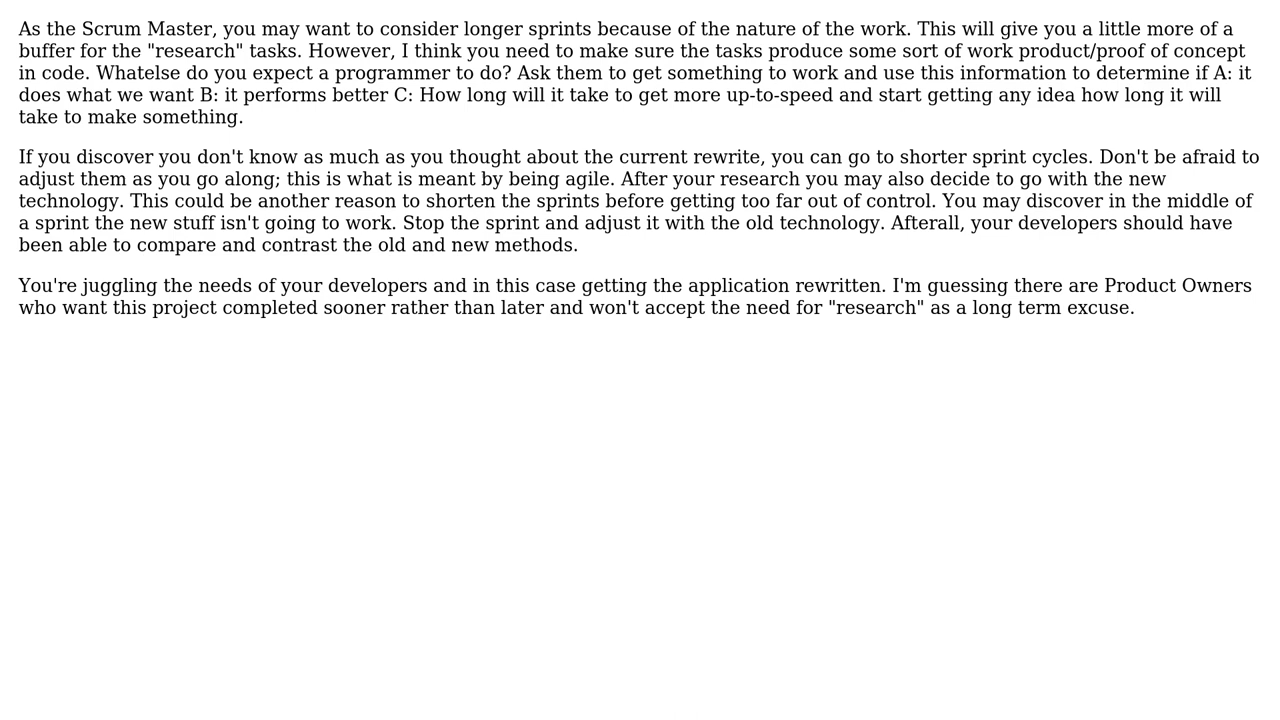 As the Scrum Master, you may want to consider longer sprints because of the nature of the work. This will give you a little more of a
buffer for the "research" tasks. However, I think you need to make sure the tasks produce some sort of work product/proof of concept
in code. Whatelse do you expect a programmer to do? Ask them to get something to work and use this information to determine if A: it
does what we want B: it performs better C: How long will it take to get more up-to-speed and start getting any idea how long it will
take to make something.
If you discover you don't know as much as you thought about the current rewrite, you can go to shorter sprint cycles. Don't be afraid to
adjust them as you go along; this is what is meant by being agile. After your research you may also decide to go with the new
technology. This could be another reason to shorten the sprints before getting too far out of control. You may discover in the middle of
a sprint the new stuff isn't going to work. Stop the sprint and adjust it with the old technology. Afterall, your developers should have
been able to compare and contrast the old and new methods.
You're juggling the needs of your developers and in this case getting the application rewritten. I'm guessing there are Product Owners
who want this project completed sooner rather than later and won't accept the need for "research" as a long term excuse.